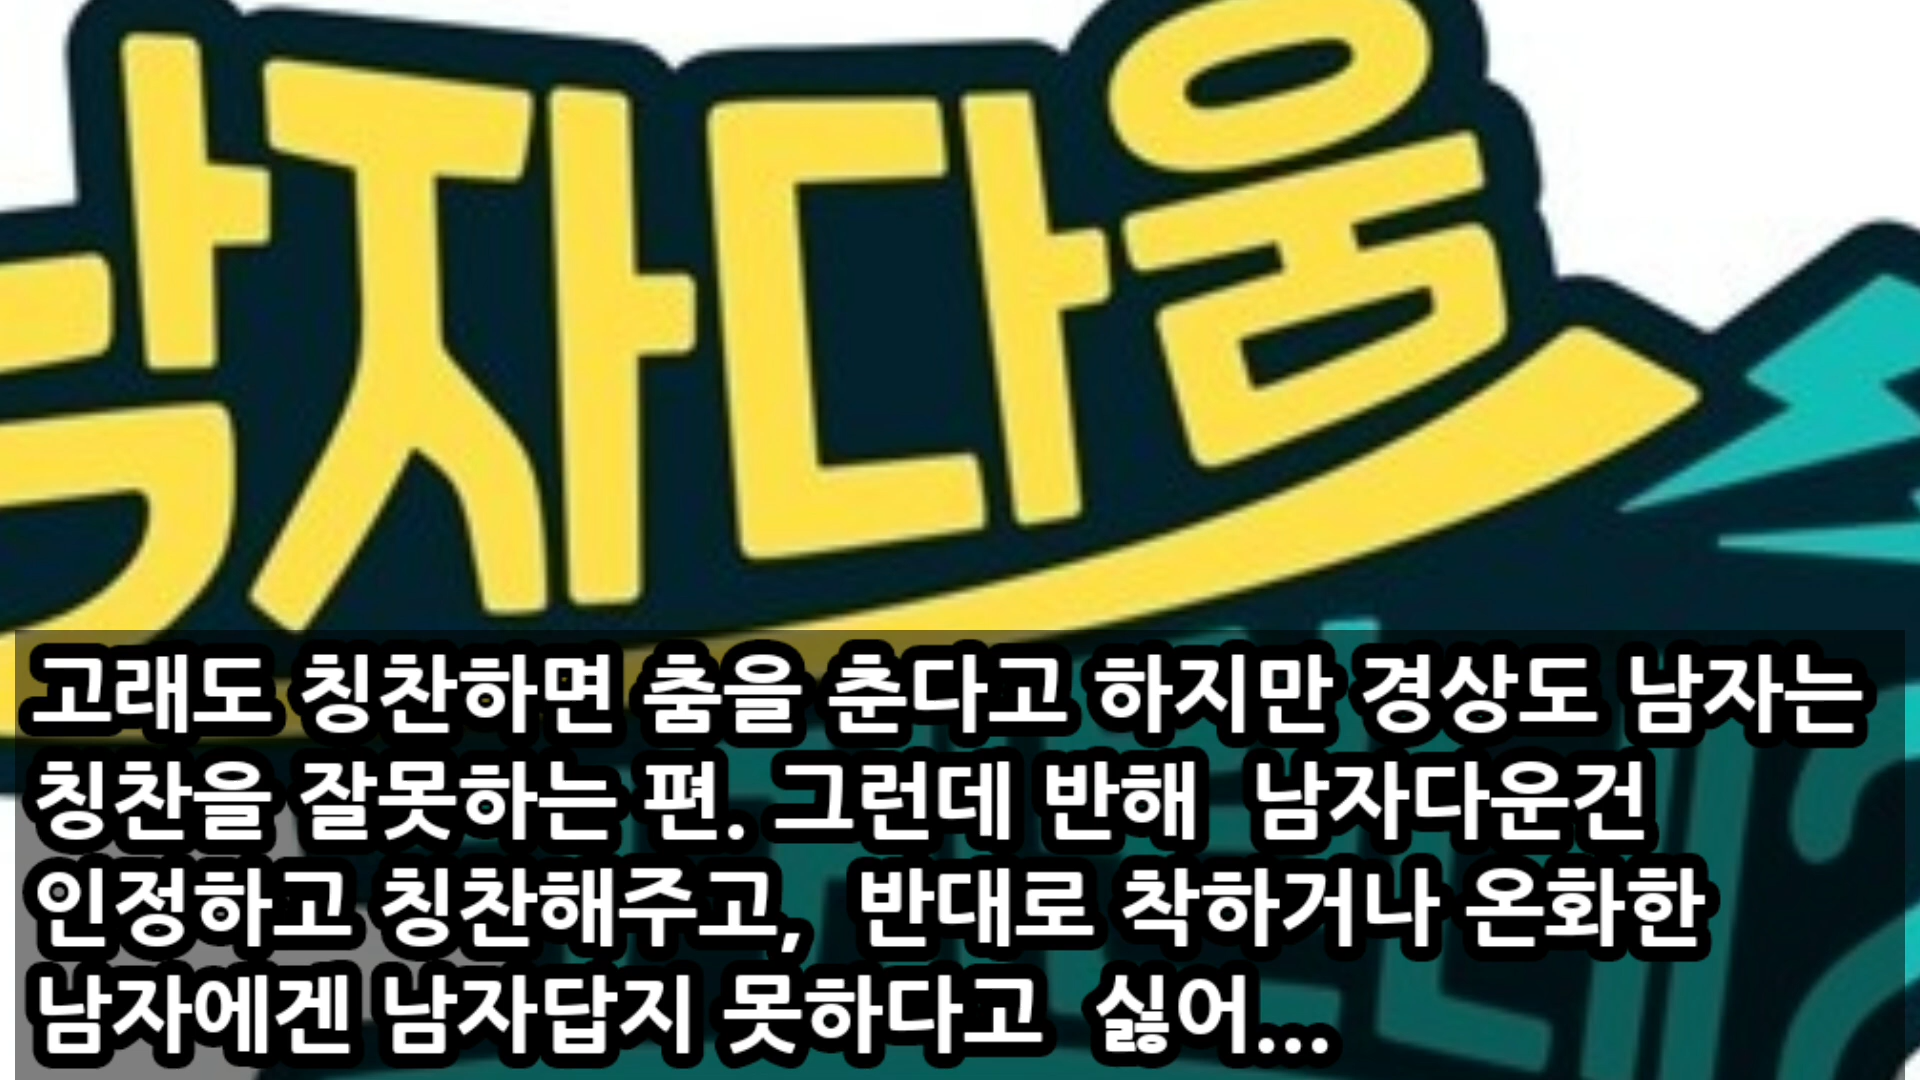 남자다움
고래도 칭찬하면 춤을 춘다고 하지만 경상도 남자는
칭찬을 잘못하는 편. 그런데 반해 남자다운건
인정하고 칭찬해주고, 반대로 착하거나 온화한
남자에겐 남자답지 못하다고 싫어...